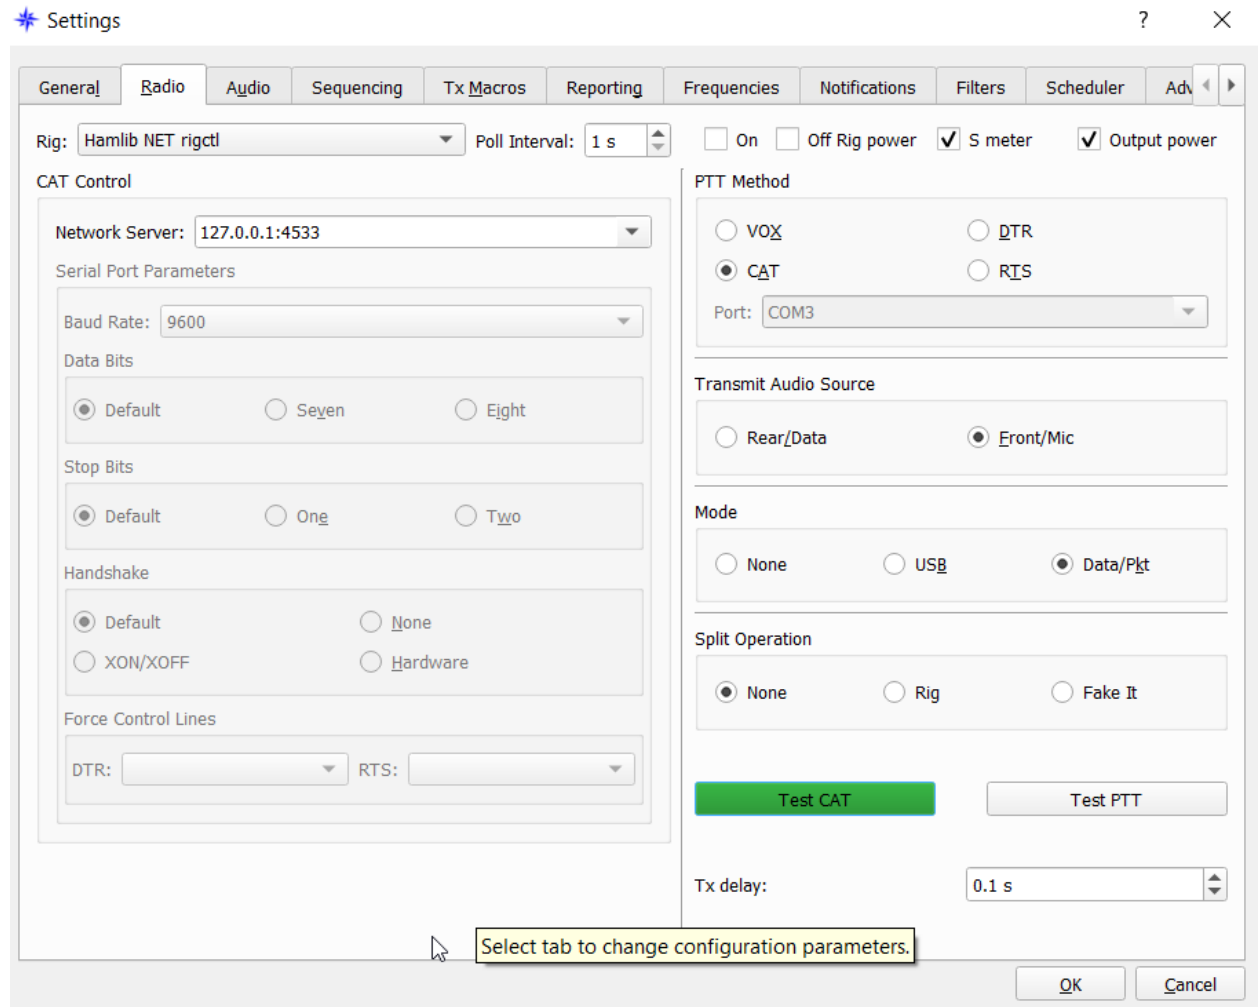 Settings
?
General Radio Audio Sequencing Tx Macros Reporting Frequencies Notifications Filters Scheduler Adv
Rig: Hamlib NET rigctl Poll Interval: 1 s On Off Rig power S meter Output power
CAT Control
Network Server: 127.0.0.1:4533
Serial Port Parameters
Baud Rate: 9600
Data Bits
Default Seven Eight
Stop Bits
Default One Two
Handshake
Default None
XON/XOFF Hardware
Force Control Lines
DTR: RTS:
PTT Method
VOX DTR
CAT RTS
Port: COM3
Transmit Audio Source
Rear/Data Front/Mic
Mode
None USB Data/Pkt
Split Operation
None Rig Fake It
Test CAT Test PTT
Tx delay: 0.1 s
Select tab to change configuration parameters.
OK Cancel